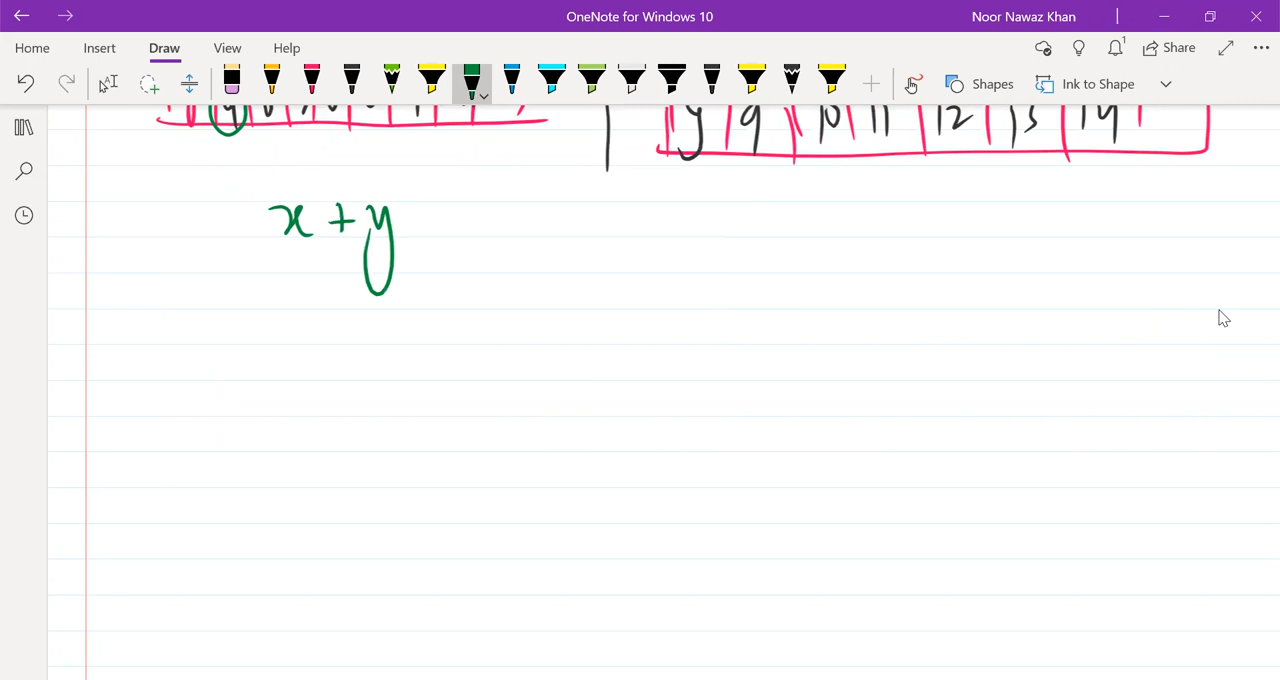 OneNote for Windows 10
Noor Nawaz Khan
Home Insert Draw View Help
1
Share
Shapes
Ink to Shape
y 9 10 11 12 13 14
x + y